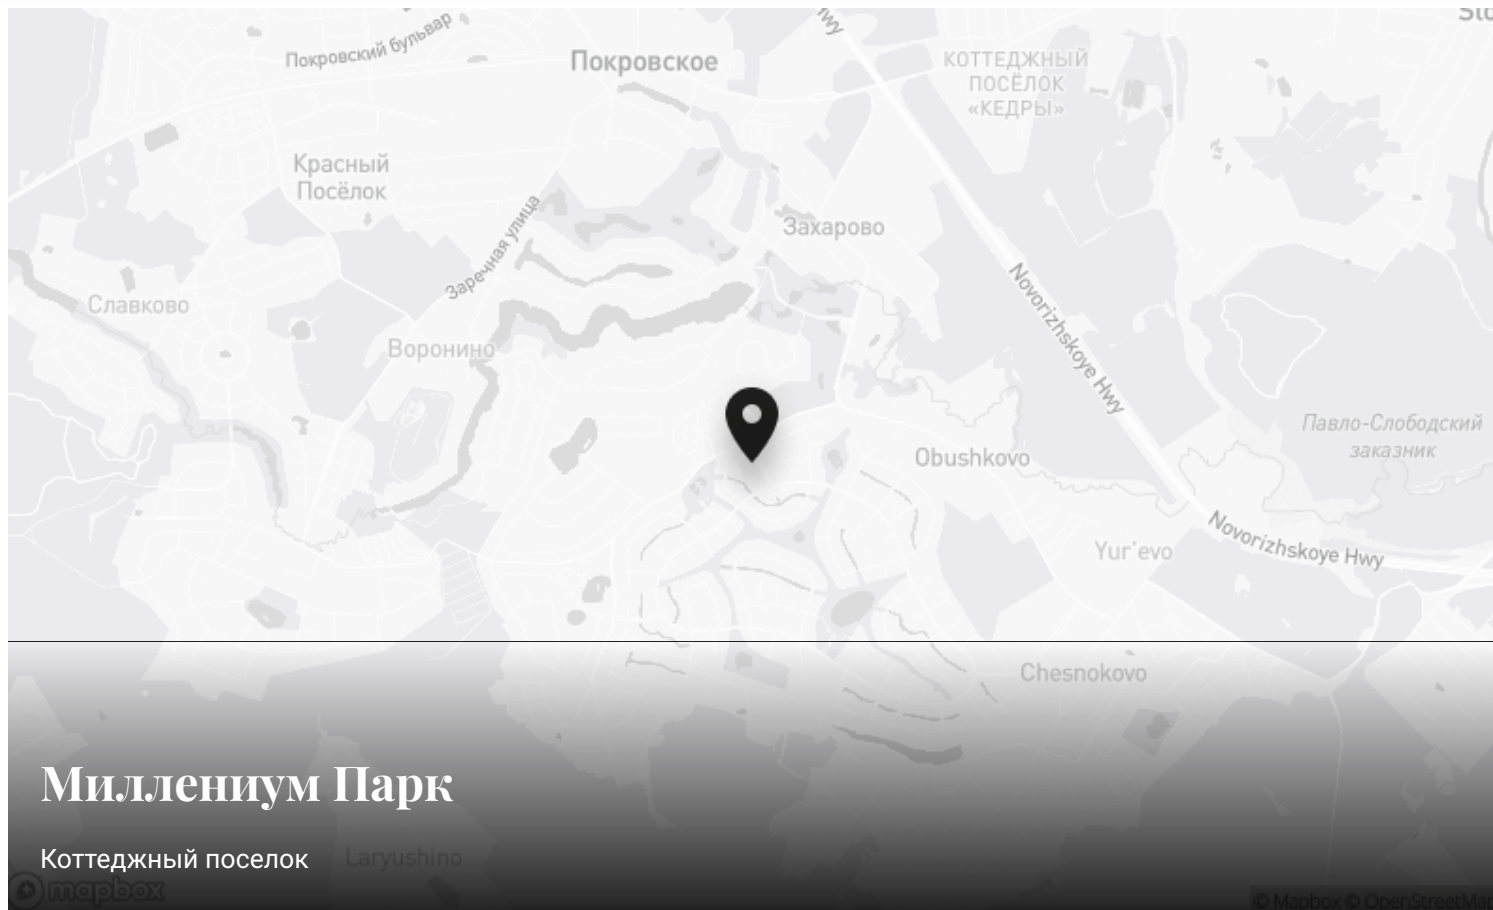 Покровский бульвар
Покровское
КОТТЕДЖНЫЙ
ПОСЁЛОК
«КЕДРЫ»
Красный
Посёлок
Заречная улица
Захарово
Славково
Воронино
Novorizhskoye Hwy
Павло-Слободский
заказник
Obushkovo
Novorizhskoye Hwy
Yur'evo
Chesnokovo
Миллениум Парк
Коттеджный поселок
Laryushino
mapbox
© Mapbox © OpenStreetMap